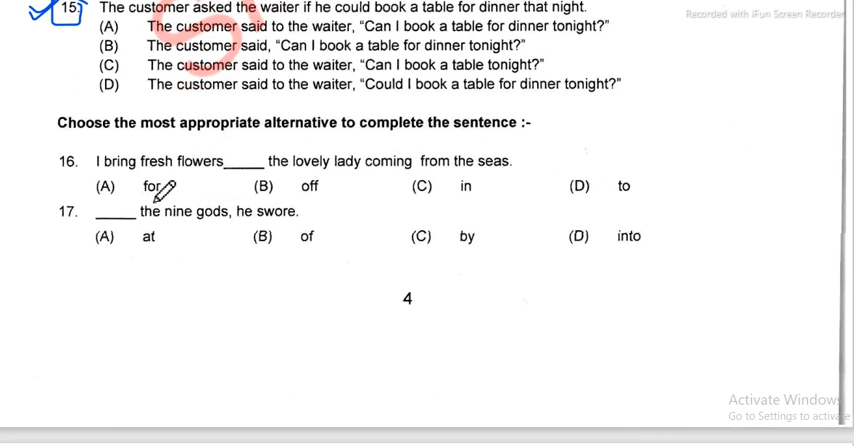 15. The customer asked the waiter if he could book a table for dinner that night.
Recorded with iFun Screen Recorder
(A) The customer said to the waiter, “Can I book a table for dinner tonight?”
(B) The customer said, “Can I book a table for dinner tonight?”
(C) The customer said to the waiter, “Can I book a table tonight?”
(D) The customer said to the waiter, “Could I book a table for dinner tonight?”
Choose the most appropriate alternative to complete the sentence :-
16. I bring fresh flowers_____ the lovely lady coming from the seas.
(A) for (B) off (C) in (D) to
17. _____ the nine gods, he swore.
(A) at (B) of (C) by (D) into
4
Activate Window
Go to Settings to activate